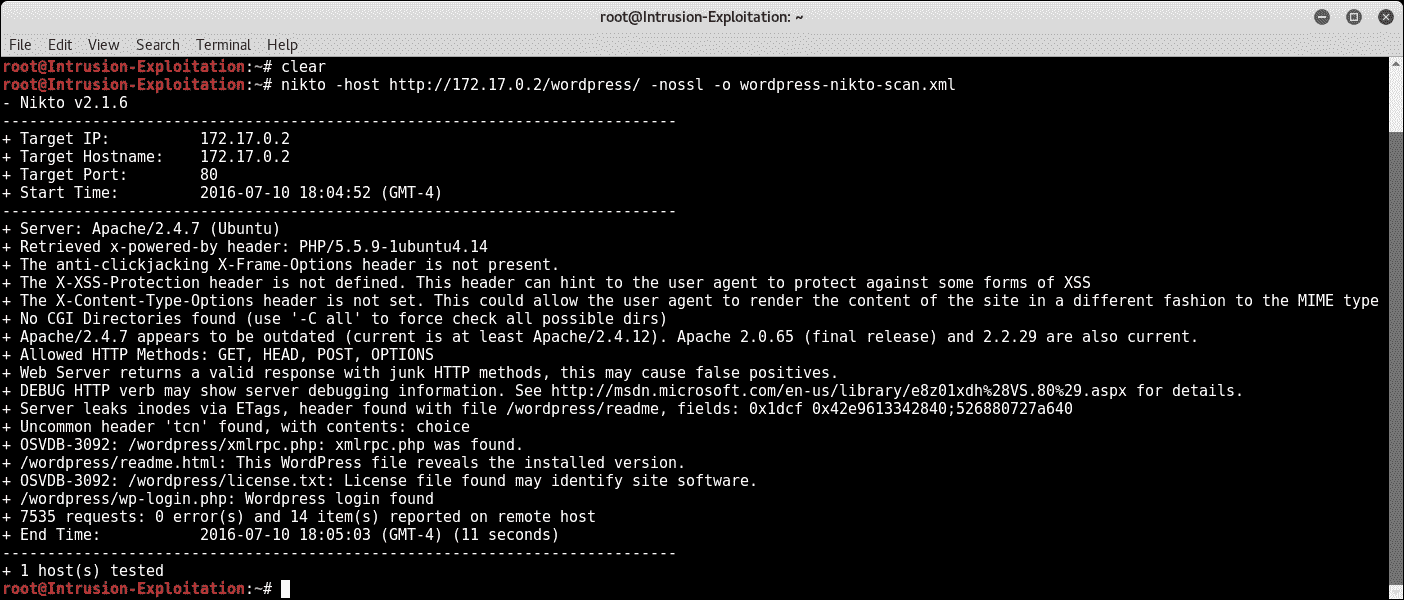 root@Intrusion-Exploitation: ~
File Edit View Search Terminal Help
root@Intrusion-Exploitation:~# clear
root@Intrusion-Exploitation:~# nikto -host http://172.17.0.2/wordpress/ -nossl -o wordpress-nikto-scan.xml
- Nikto v2.1.6
---------------------------------------------------------------------------
+ Target IP:          172.17.0.2
+ Target Hostname:    172.17.0.2
+ Target Port:        80
+ Start Time:         2016-07-10 18:04:52 (GMT-4)
---------------------------------------------------------------------------
+ Server: Apache/2.4.7 (Ubuntu)
+ Retrieved x-powered-by header: PHP/5.5.9-1ubuntu4.14
+ The anti-clickjacking X-Frame-Options header is not present.
+ The X-XSS-Protection header is not defined. This header can hint to the user agent to protect against some forms of XSS
+ The X-Content-Type-Options header is not set. This could allow the user agent to render the content of the site in a different fashion to the MIME type
+ No CGI Directories found (use '-C all' to force check all possible dirs)
+ Apache/2.4.7 appears to be outdated (current is at least Apache/2.4.12). Apache 2.0.65 (final release) and 2.2.29 are also current.
+ Allowed HTTP Methods: GET, HEAD, POST, OPTIONS
+ Web Server returns a valid response with junk HTTP methods, this may cause false positives.
+ DEBUG HTTP verb may show server debugging information. See http://msdn.microsoft.com/en-us/library/e8z01xdh%28VS.80%29.aspx for details.
+ Server leaks inodes via ETags, header found with file /wordpress/readme, fields: 0x1dcf 0x42e9613342840;526880727a640
+ Uncommon header 'tcn' found, with contents: choice
+ OSVDB-3092: /wordpress/xmlrpc.php: xmlrpc.php was found.
+ /wordpress/readme.html: This WordPress file reveals the installed version.
+ OSVDB-3092: /wordpress/license.txt: License file found may identify site software.
+ /wordpress/wp-login.php: Wordpress login found
+ 7535 requests: 0 error(s) and 14 item(s) reported on remote host
+ End Time:           2016-07-10 18:05:03 (GMT-4) (11 seconds)
---------------------------------------------------------------------------
+ 1 host(s) tested
root@Intrusion-Exploitation:~#